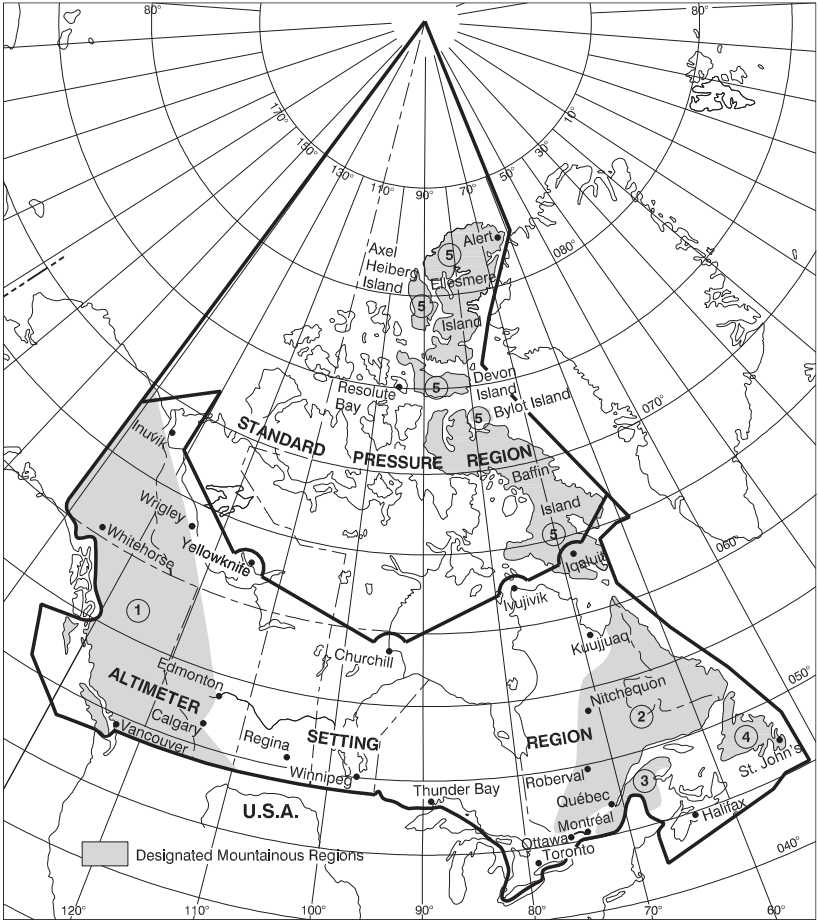 80°
80°
170°
150°
130°
110°
90°
70°
50°
30°
10°
Alert
080°
5
Axel
Heiberg
Island
Ellesmere
5
Island
Devon
Island
Resolute
Bay
5
Bylot Island
5
070°
STANDARD PRESSURE REGION
Inuvik
Baffin
Island
Wrigley
5
Whitehorse
Yellowknife
Iqaluit
060°
Ivujivik
1
Churchill
Kuujjuaq
050°
Edmonton
ALTIMETER
Nitchequon
2
Calgary
Vancouver
Regina
SETTING
REGION
4
St. John's
Winnipeg
Roberval
3
Thunder Bay
Québec
U.S.A.
Montréal
Halifax
Ottawa
Toronto
040°
Designated Mountainous Regions
120°
110°
100°
90°
80°
70°
60°